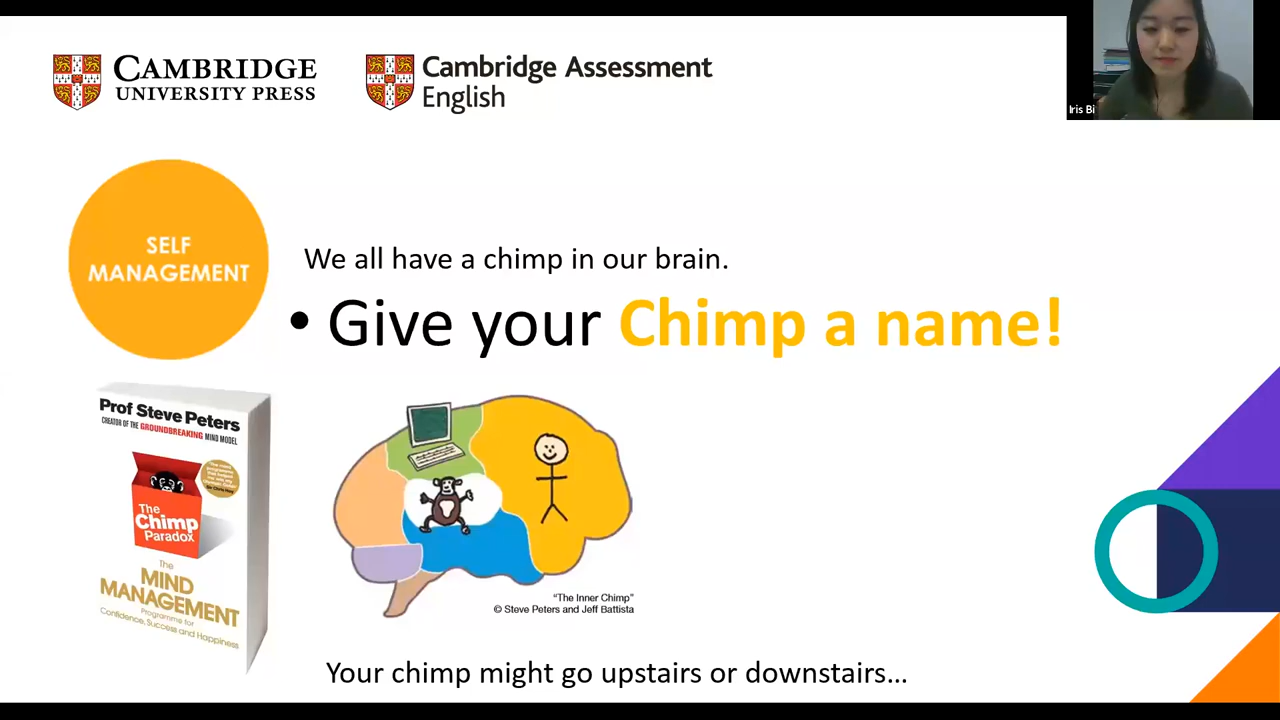 CAMBRIDGE
UNIVERSITY PRESS
Cambridge Assessment
English
Iris Bi
SELF
MANAGEMENT
We all have a chimp in our brain.
• Give your Chimp a name!
Prof Steve Peters
CREATOR OF THE GROUNDBREAKING MIND MODEL
The
Chimp
Paradox
The
MIND
MANAGEMENT
Programme for
Confidence, Success and Happiness
“The Inner Chimp”
© Steve Peters and Jeff Battista
Your chimp might go upstairs or downstairs...